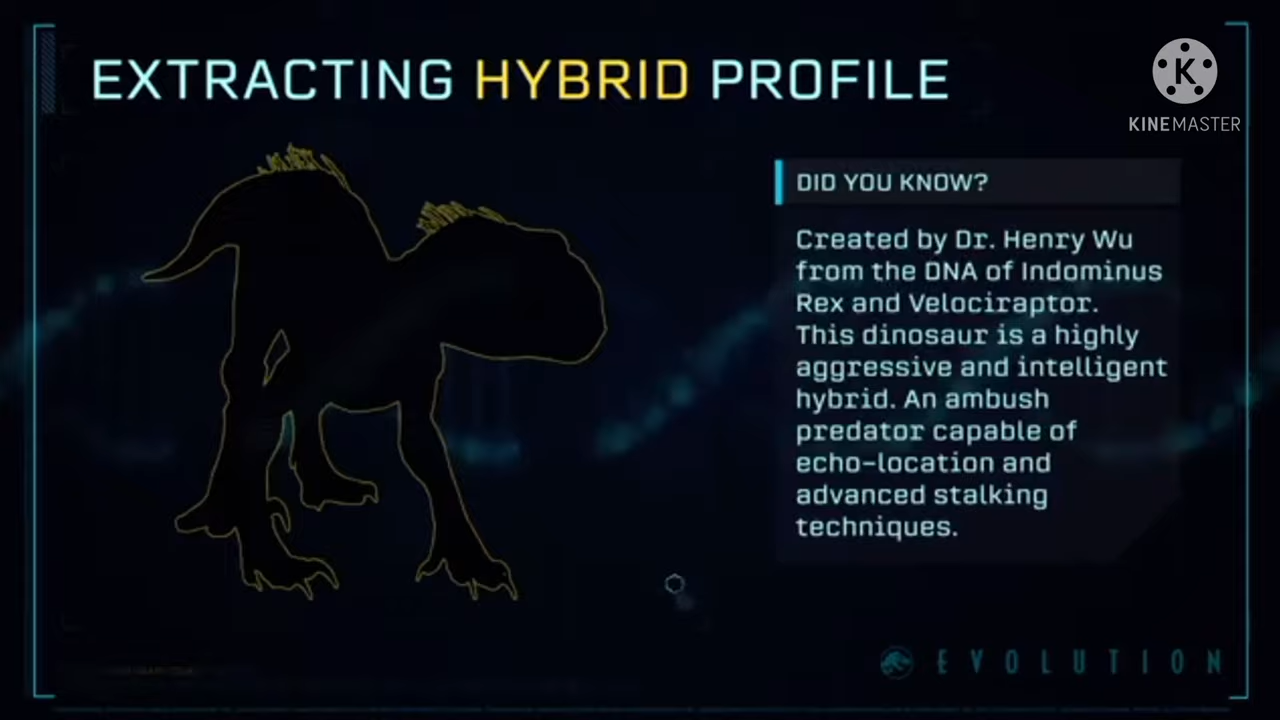 EXTRACTING HYBRID PROFILE
K
KINEMASTER
DID YOU KNOW?
Created by Dr. Henry Wu
from the DNA of Indominus
Rex and Velociraptor.
This dinosaur is a highly
aggressive and intelligent
hybrid. An ambush
predator capable of
echo-location and
advanced stalking
techniques.
EVOLUTION